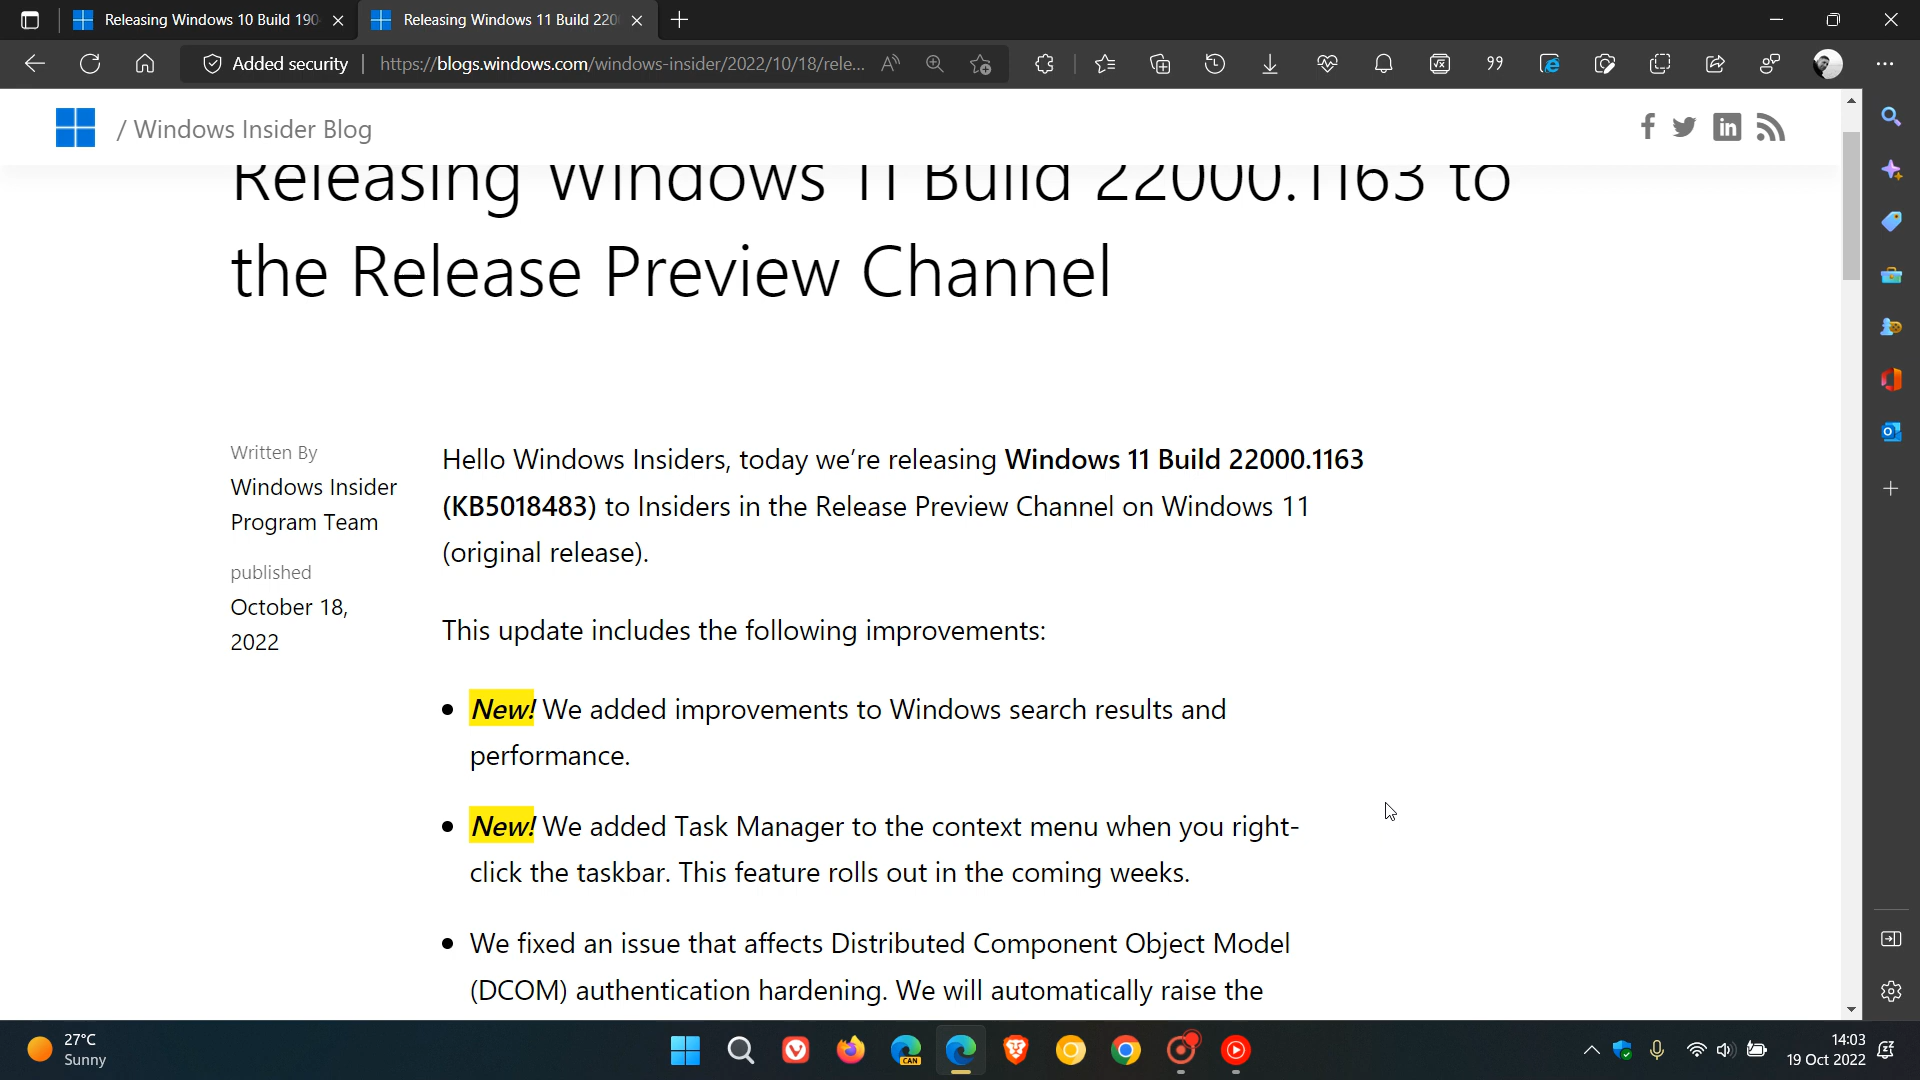 Releasing Windows 10 Build 190
Releasing Windows 11 Build 220
Added security
https://blogs.windows.com/windows-insider/2022/10/18/rele...
/ Windows Insider Blog
Releasing Windows 11 Build 22000.1163 to
the Release Preview Channel
Written By
Windows Insider
Program Team
published
October 18,
2022
Hello Windows Insiders, today we’re releasing Windows 11 Build 22000.1163
(KB5018483) to Insiders in the Release Preview Channel on Windows 11
(original release).
This update includes the following improvements:
New! We added improvements to Windows search results and
performance.
New! We added Task Manager to the context menu when you right-
click the taskbar. This feature rolls out in the coming weeks.
We fixed an issue that affects Distributed Component Object Model
(DCOM) authentication hardening. We will automatically raise the
27°C
Sunny
CAN
14:03
19 Oct 2022